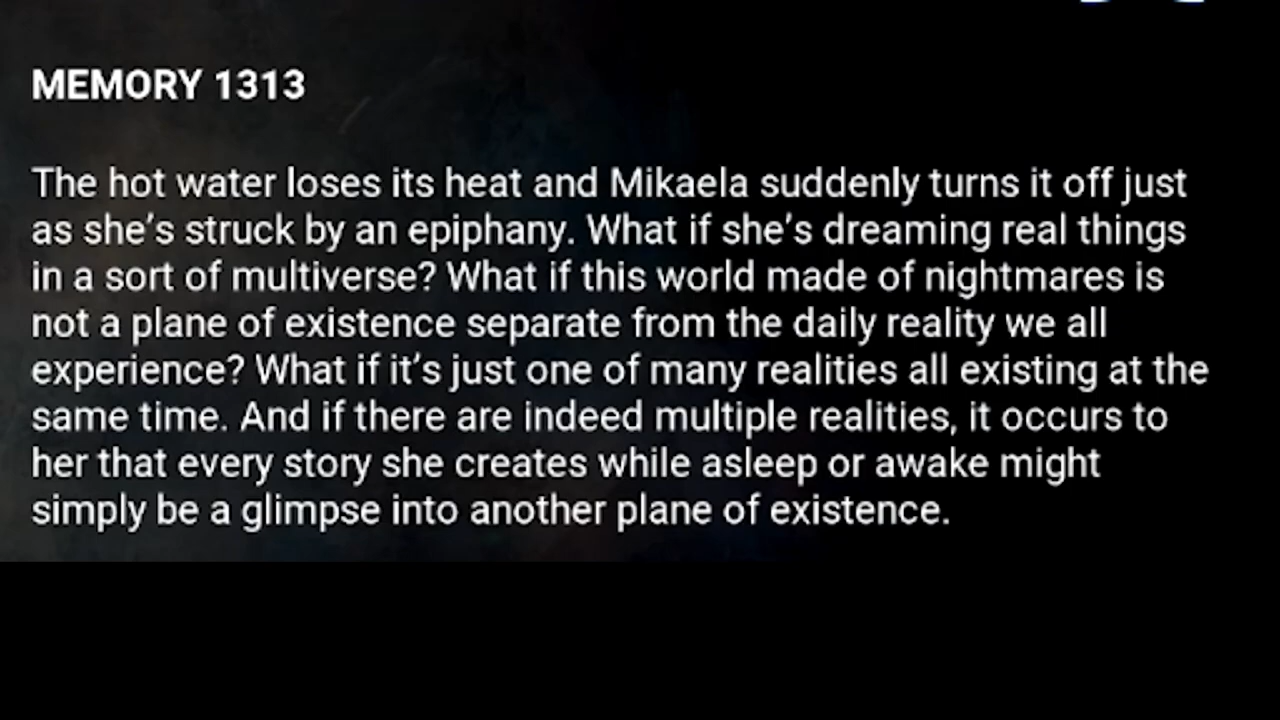 MEMORY 1313
The hot water loses its heat and Mikaela suddenly turns it off just
as she’s struck by an epiphany. What if she’s dreaming real things
in a sort of multiverse? What if this world made of nightmares is
not a plane of existence separate from the daily reality we all
experience? What if it’s just one of many realities all existing at the
same time. And if there are indeed multiple realities, it occurs to
her that every story she creates while asleep or awake might
simply be a glimpse into another plane of existence.